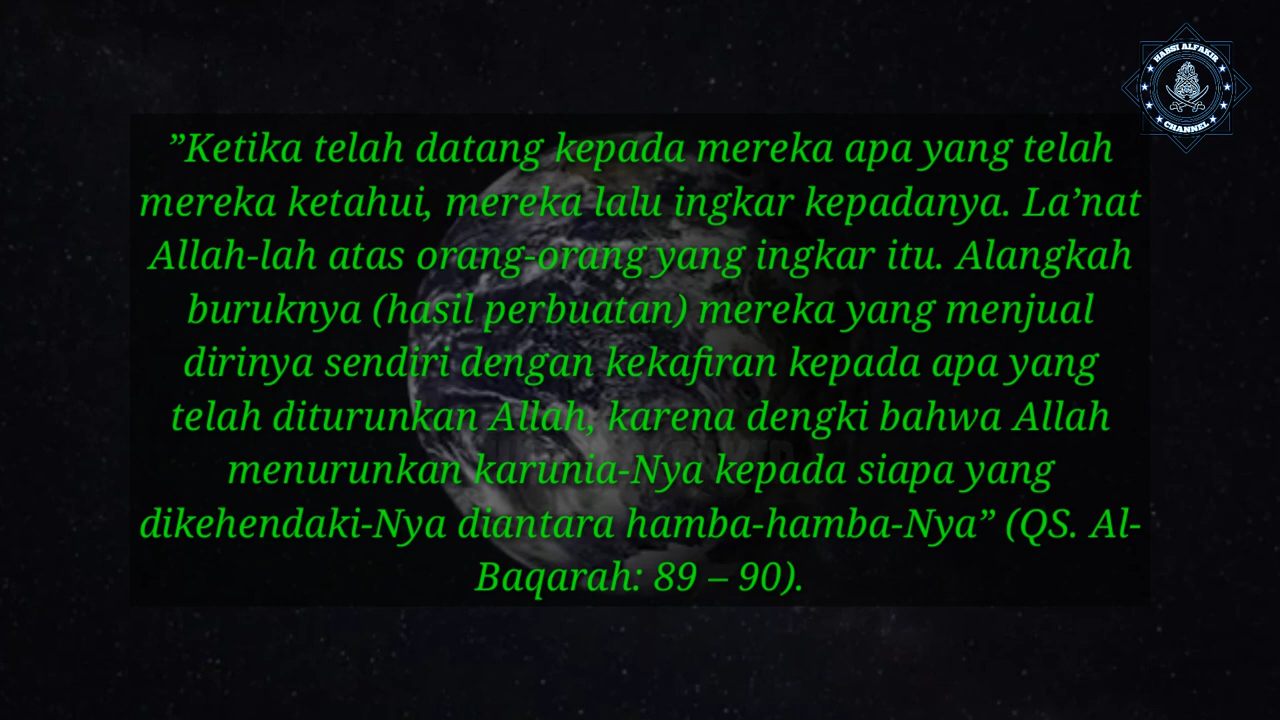 HABSI ALFAKIR
CHANNEL
”Ketika telah datang kepada mereka apa yang telah
mereka ketahui, mereka lalu ingkar kepadanya. La’nat
Allah-lah atas orang-orang yang ingkar itu. Alangkah
buruknya (hasil perbuatan) mereka yang menjual
dirinya sendiri dengan kekafiran kepada apa yang
telah diturunkan Allah, karena dengki bahwa Allah
menurunkan karunia-Nya kepada siapa yang
dikehendaki-Nya diantara hamba-hamba-Nya” (QS. Al-
Baqarah: 89 – 90).